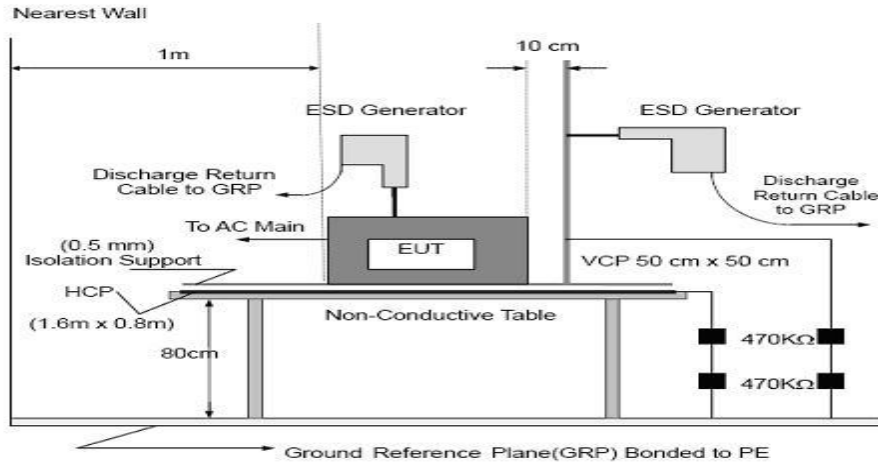 Nearest Wall
1m
10 cm
ESD Generator
ESD Generator
Discharge Return
Cable to GRP
Discharge
Return Cable
to GRP
To AC Main
EUT
(0.5 mm)
Isolation Support
VCP 50 cm x 50 cm
HCP
(1.6m x 0.8m)
Non-Conductive Table
80cm
470KΩ
470KΩ
Ground Reference Plane(GRP) Bonded to PE